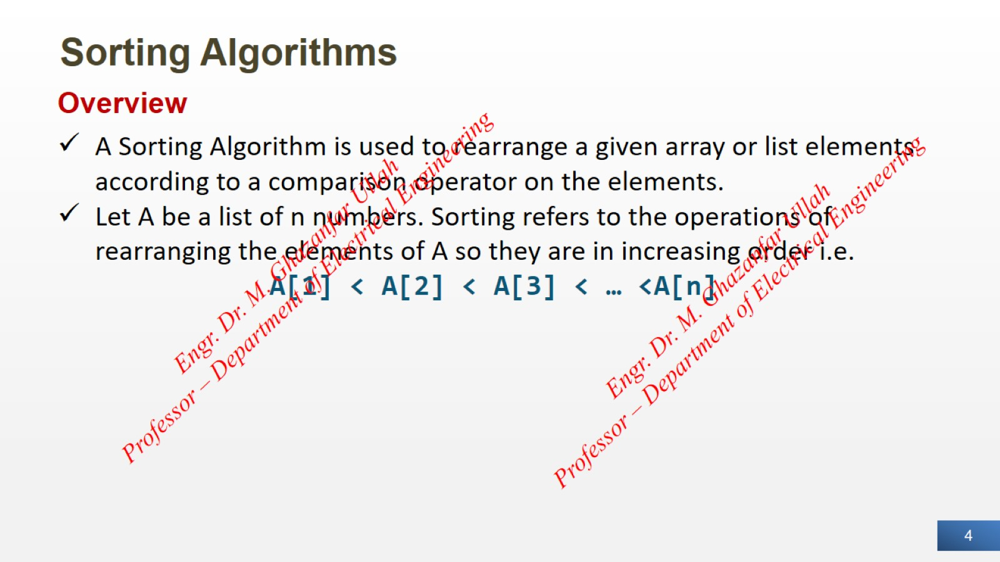 Sorting Algorithms
Overview
✓ A Sorting Algorithm is used to rearrange a given array or list elements
according to a comparison operator on the elements.
✓ Let A be a list of n numbers. Sorting refers to the operations of
rearranging the elements of A so they are in increasing order i.e.
A[1] < A[2] < A[3] < … <A[n]
Engr. Dr. M. Ghazanfar Ullah
Professor – Department of Electrical Engineering
Engr. Dr. M. Ghazanfar Ullah
Professor – Department of Electrical Engineering
4